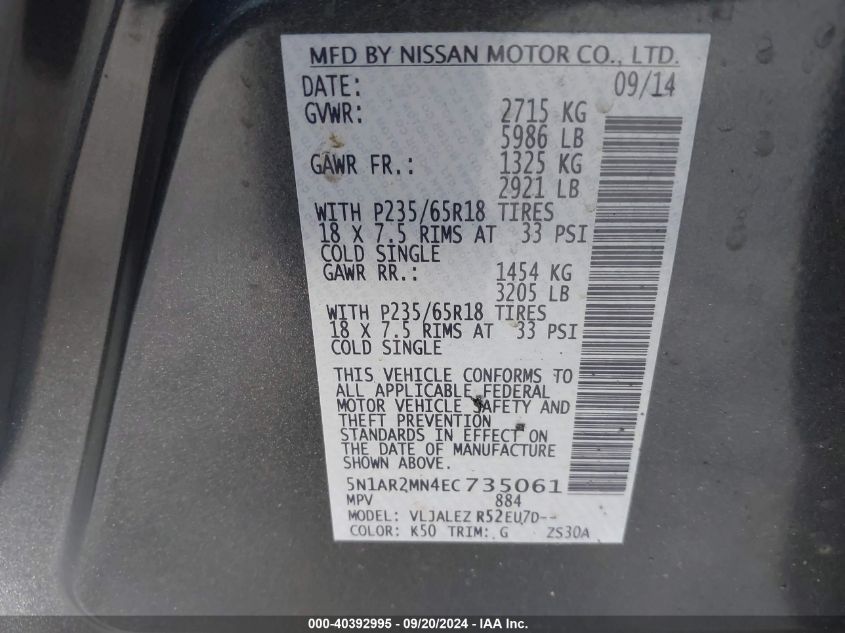 MFD BY NISSAN MOTOR CO., LTD.
DATE: 09/14
GVWR: 2715 KG
5986 LB
GAWR FR.: 1325 KG
2921 LB
WITH P235/65R18 TIRES
18 X 7.5 RIMS AT 33 PSI
COLD SINGLE
GAWR RR.: 1454 KG
3205 LB
WITH P235/65R18 TIRES
18 X 7.5 RIMS AT 33 PSI
COLD SINGLE
THIS VEHICLE CONFORMS TO
ALL APPLICABLE FEDERAL
MOTOR VEHICLE SAFETY AND
THEFT PREVENTION
STANDARDS IN EFFECT ON
THE DATE OF MANUFACTURE
SHOWN ABOVE.
5N1AR2MN4EC735061
MPV 884
MODEL: VLJALEZ R52EU7D--
COLOR: K50 TRIM: G ZS30A
000-40392995 - 09/20/2024 - IAA, Inc.